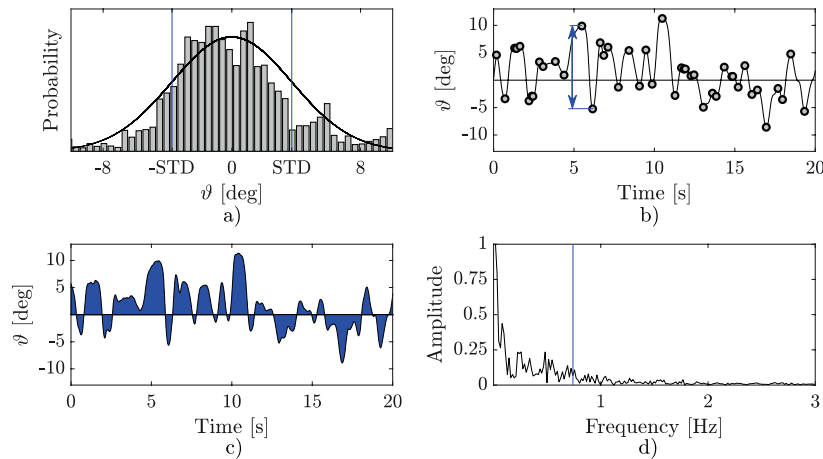 Probability
-8 -STD 0 STD 8
ϑ [deg]
a)
ϑ [deg]
10
5
0
-5
-10
0 5 10 15 20
Time [s]
b)
ϑ [deg]
10
5
0
-5
-10
0 5 10 15 20
Time [s]
c)
Amplitude
1
0.75
0.5
0.25
0
1 2 3
Frequency [Hz]
d)